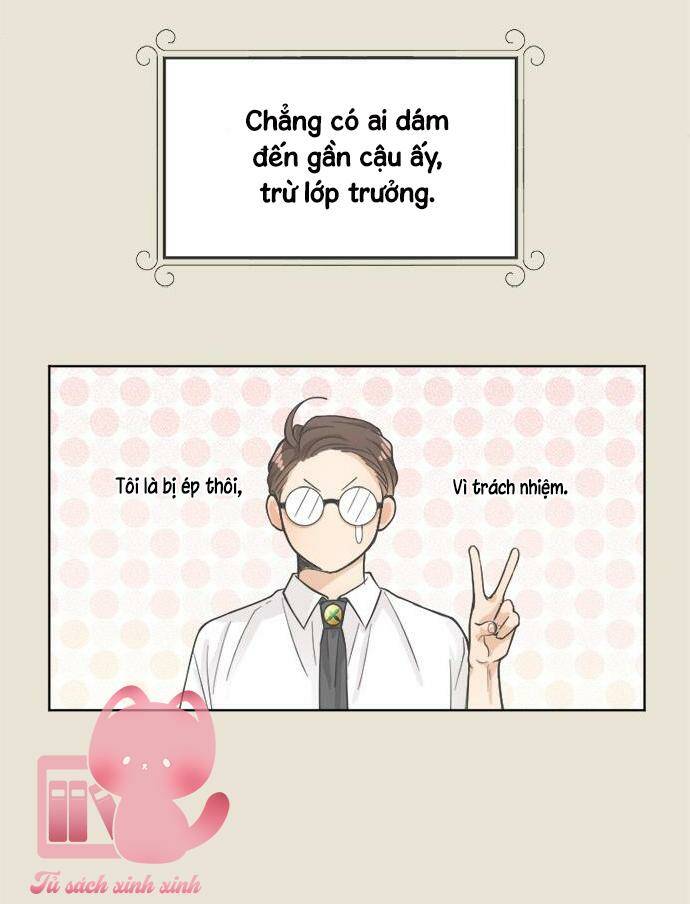 Chẳng có ai dám
đến gần cậu ấy,
trừ lớp trưởng.
Tôi là bị ép thôi,
Vì trách nhiệm.
Tủ sách xinh xinh